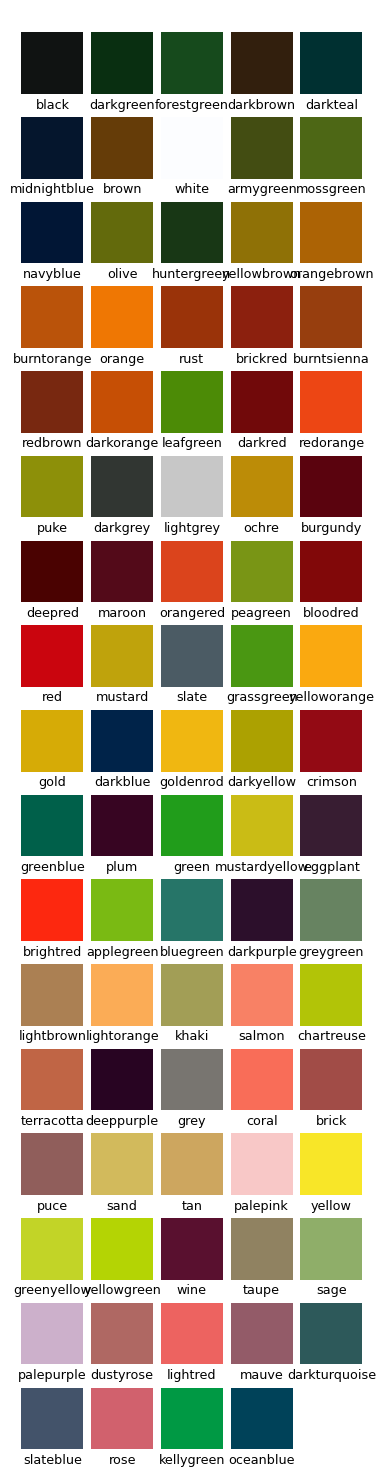 black darkgreen forestgreen darkbrown darkteal
midnightblue brown white armygreen mossgreen
navyblue olive huntergreen yellowbrown orangebrown
burntorange orange rust brickred burntsienna
redbrown darkorange leafgreen darkred redorange
puke darkgrey lightgrey ochre burgundy
deepred maroon orangered peagreen bloodred
red mustard slate grassgreen yelloworange
gold darkblue goldenrod darkyellow crimson
greenblue plum green mustardyellow eggplant
brightred applegreen bluegreen darkpurple greygreen
lightbrown lightorange khaki salmon chartreuse
terracotta deeppurple grey coral brick
puce sand tan palepink yellow
greenyellow yellowgreen wine taupe sage
palepurple dustyrose lightred mauve darkturquoise
slateblue rose kellygreen oceanblue